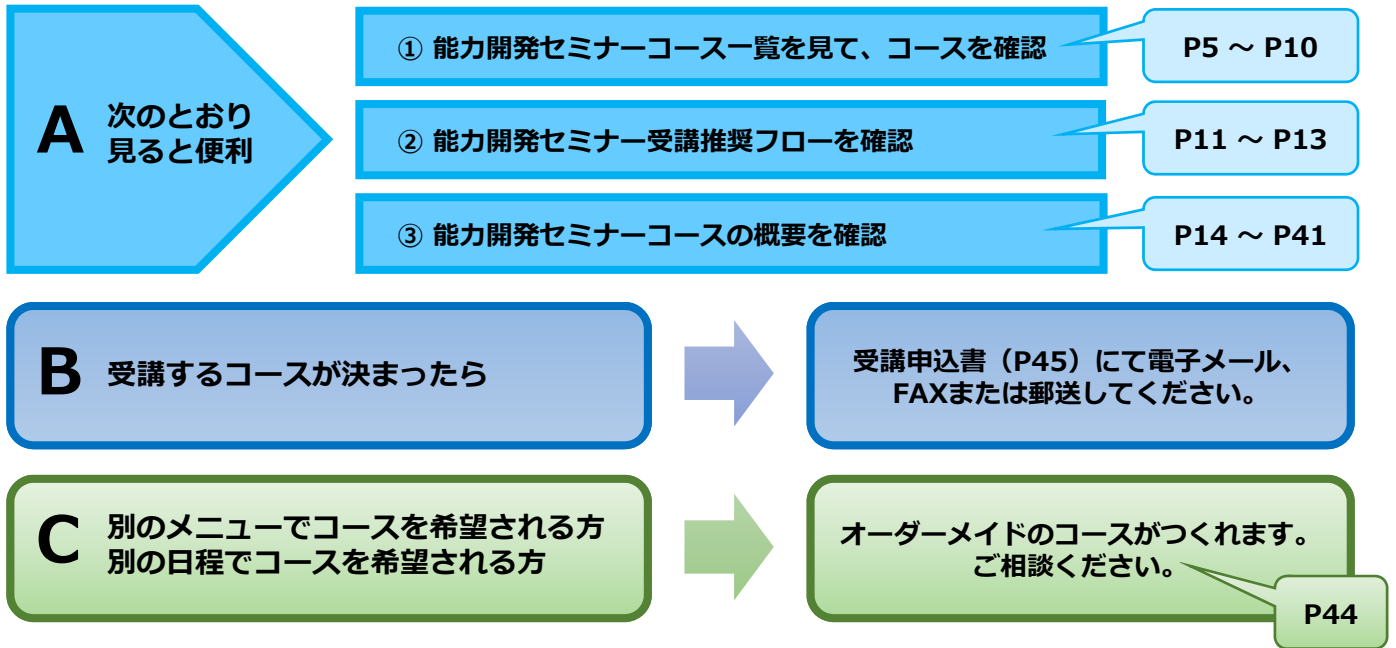 A
次のとおり
見ると便利
① 能力開発セミナーコース一覧を見て、コースを確認
P5 ～ P10
② 能力開発セミナー受講推奨フローを確認
P11 ～ P13
③ 能力開発セミナーコースの概要を確認
P14 ～ P41
B 受講するコースが決まったら
受講申込書（P45）にて電子メール、
FAXまたは郵送してください。
C
別のメニューでコースを希望される方
別の日程でコースを希望される方
オーダーメイドのコースがつくれます。
ご相談ください。
P44